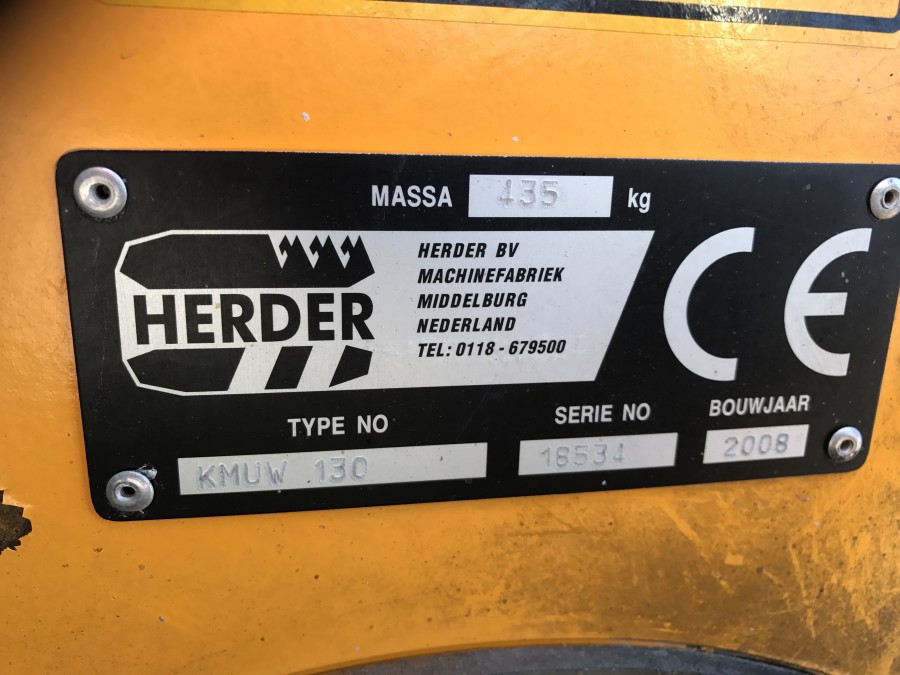 MASSA 435 kg
HERDER
HERDER BV
MACHINEFABRIEK
MIDDELBURG
NEDERLAND
TEL: 0118 - 679500
CE
TYPE NO SERIE NO BOUWJAAR
KMUW 130 18534 2008